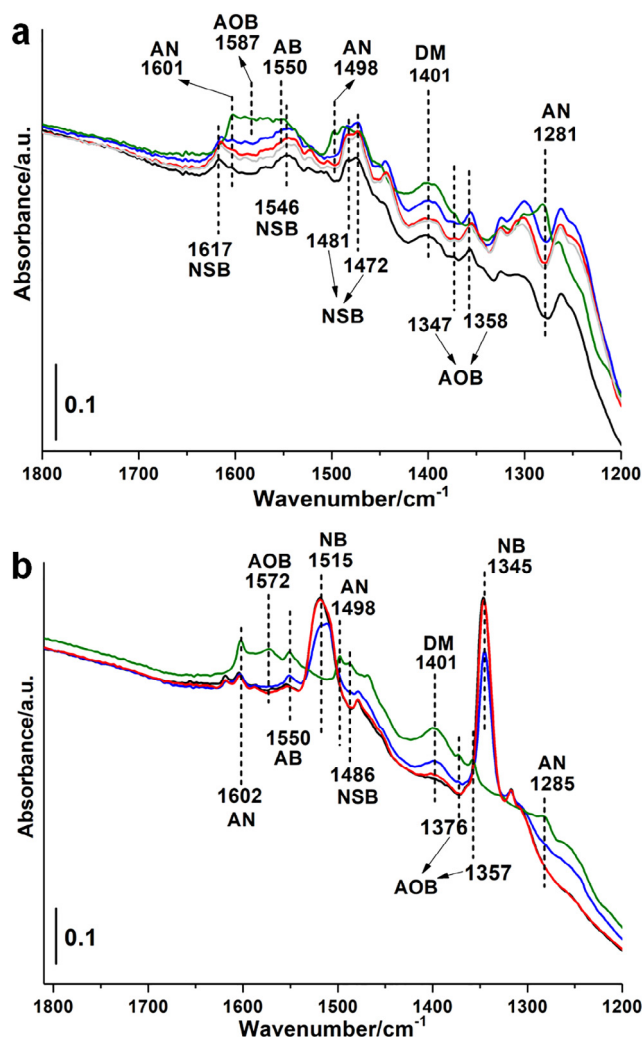 a
AN
1601
AOB
1587
AB
1550
AN
1498
DM
1401
AN
1281
1617
NSB
1546
NSB
1481
1472
NSB
1347
1358
AOB
0.1
Absorbance/a.u.
1800 1700 1600 1500 1400 1300 1200
Wavenumber/cm-1
b
AOB
1572
NB
1515
AN
1498
DM
1401
NB
1345
AN
1285
1602
AN
1550
AB
1486
NSB
1376
1357
AOB
0.1
Absorbance/a.u.
1800 1700 1600 1500 1400 1300 1200
Wavenumber/cm-1